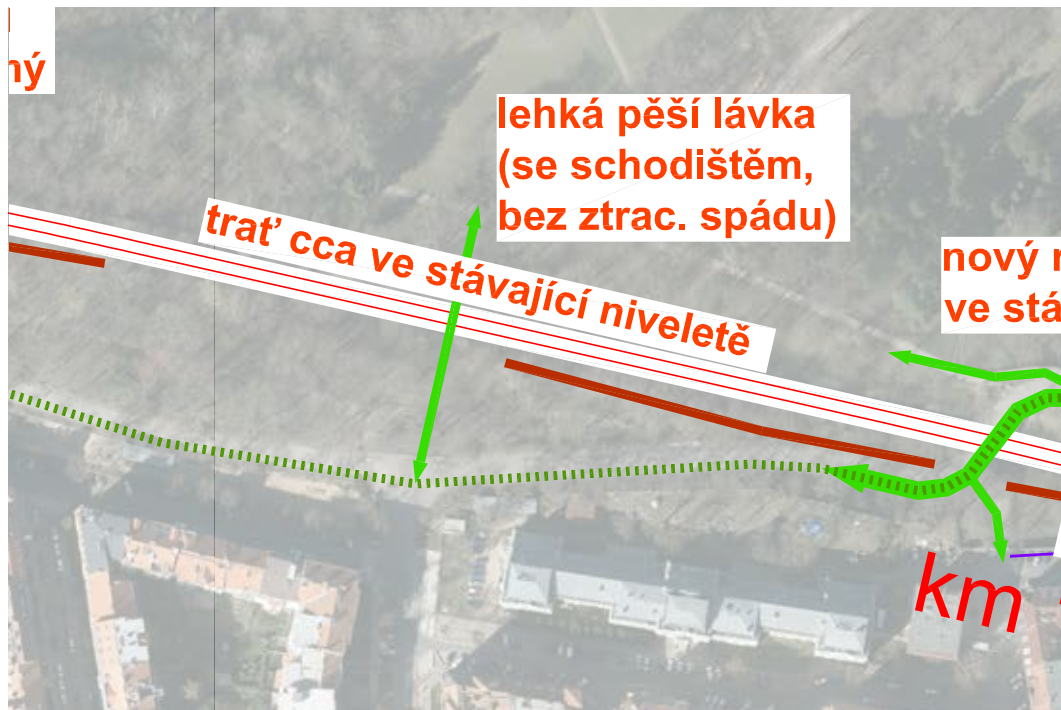 ný
lehká pěší lávka
(se schodištěm,
bez ztrac. spádu)
trať cca ve stávající niveletě
nový
ve stá
km